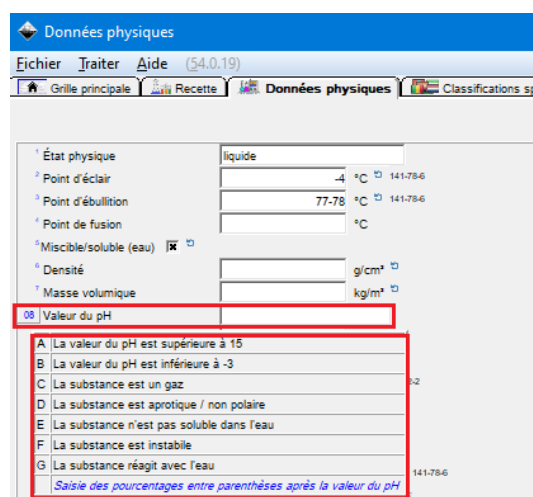 Données physiques
Fichier Traiter Aide (54.0.19)
Grille principale Recette Données physiques Classifications sp
1 État physique liquide
2 Point d'éclair -4 °C 141-78-6
3 Point d'ébullition 77-78 °C 141-78-6
4 Point de fusion °C
5 Miscible/soluble (eau)
6 Densité g/cm³
7 Masse volumique kg/m³
08 Valeur du pH
A La valeur du pH est supérieure à 15
B La valeur du pH est inférieure à -3
C La substance est un gaz 2-2
D La substance est aprotique / non polaire
E La substance n'est pas soluble dans l'eau
F La substance est instabile
G La substance réagit avec l'eau 141-78-6
Saisie des pourcentages entre parenthèses après la valeur du pH